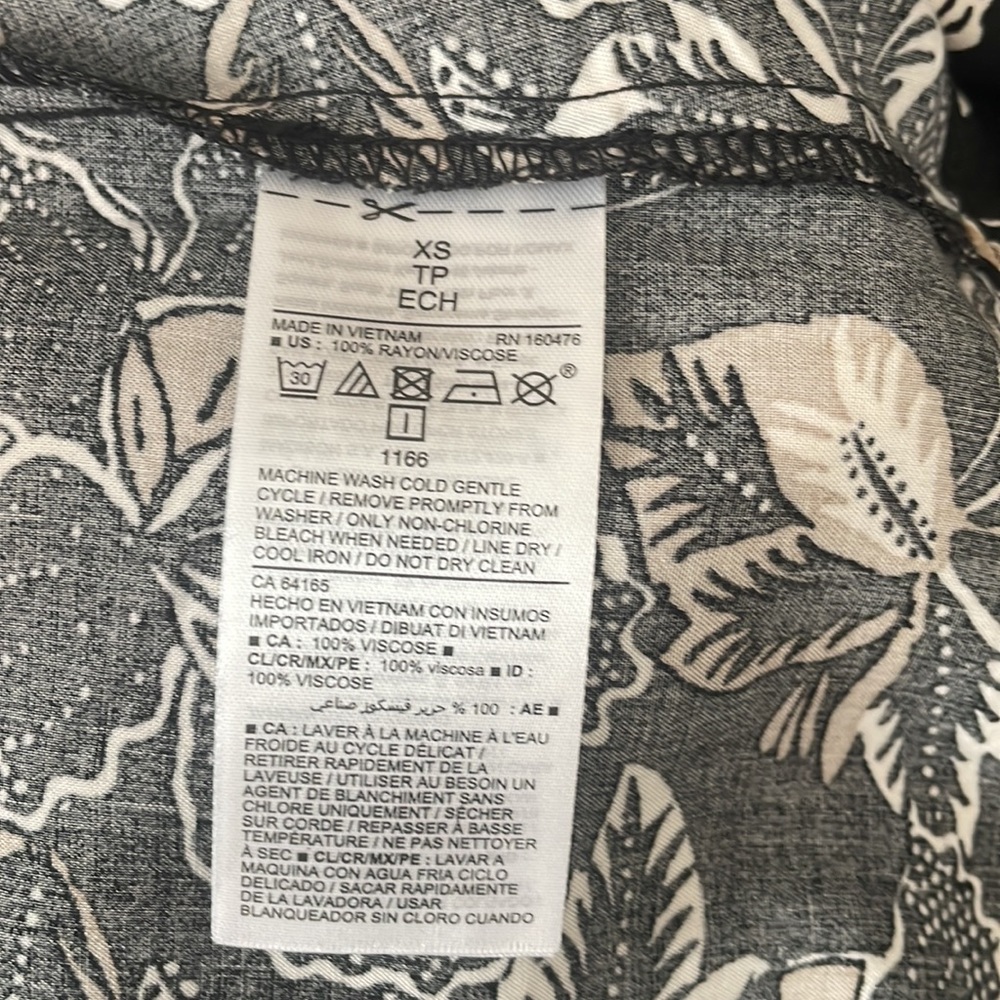 XS
TP
ECH
MADE IN VIETNAM RN 160476
■ US : 100% RAYON/VISCOSE
30 ®
1166
MACHINE WASH COLD GENTLE
CYCLE / REMOVE PROMPTLY FROM
WASHER / ONLY NON-CHLORINE
BLEACH WHEN NEEDED / LINE DRY /
COOL IRON / DO NOT DRY CLEAN
CA 64165
HECHO EN VIETNAM CON INSUMOS
IMPORTADOS / DIBUAT DI VIETNAM
■ CA : 100% VISCOSE ■
CL/CR/MX/PE : 100% viscosa ■ ID :
100% VISCOSE
■ AE : 100 % حرير فيسكوز صناعي
■ CA : LAVER À LA MACHINE À L'EAU
FROIDE AU CYCLE DÉLICAT /
RETIRER RAPIDEMENT DE LA
LAVEUSE / UTILISER AU BESOIN UN
AGENT DE BLANCHIMENT SANS
CHLORE UNIQUEMENT / SÉCHER
SUR CORDE / REPASSER À BASSE
TEMPÉRATURE / NE PAS NETTOYER
À SEC ■ CL/CR/MX/PE : LAVAR A
MAQUINA CON AGUA FRIA CICLO
DELICADO / SACAR RAPIDAMENTE
DE LA LAVADORA / USAR
BLANQUEADOR SIN CLORO CUANDO